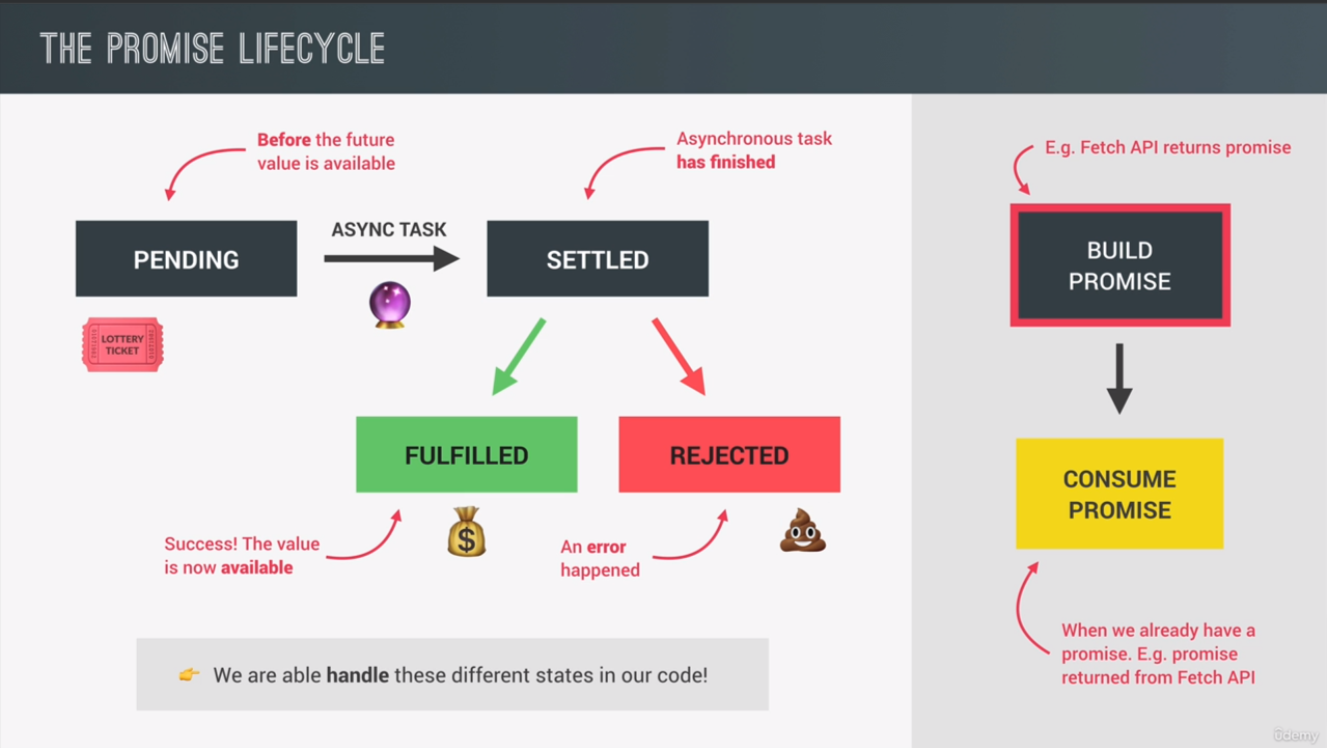 THE PROMISE LIFECYCLE
Before the future
value is available
Asynchronous task
has finished
PENDING
ASYNC TASK
SETTLED
LOTTERY
TICKET
FULFILLED
REJECTED
$
Success! The value
is now available
An error
happened
👉 We are able handle these different states in our code!
E.g. Fetch API returns promise
BUILD
PROMISE
CONSUME
PROMISE
When we already have a
promise. E.g. promise
returned from Fetch API
ûdemy